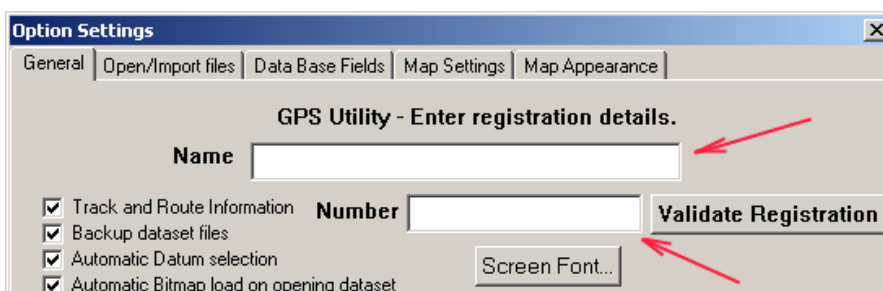 Option Settings
General Open/Import files Data Base Fields Map Settings Map Appearance
GPS Utility - Enter registration details.
Name
Track and Route Information Number Validate Registration
Backup dataset files
Automatic Datum selection Screen Font...
Automatic Bitmap load on opening dataset